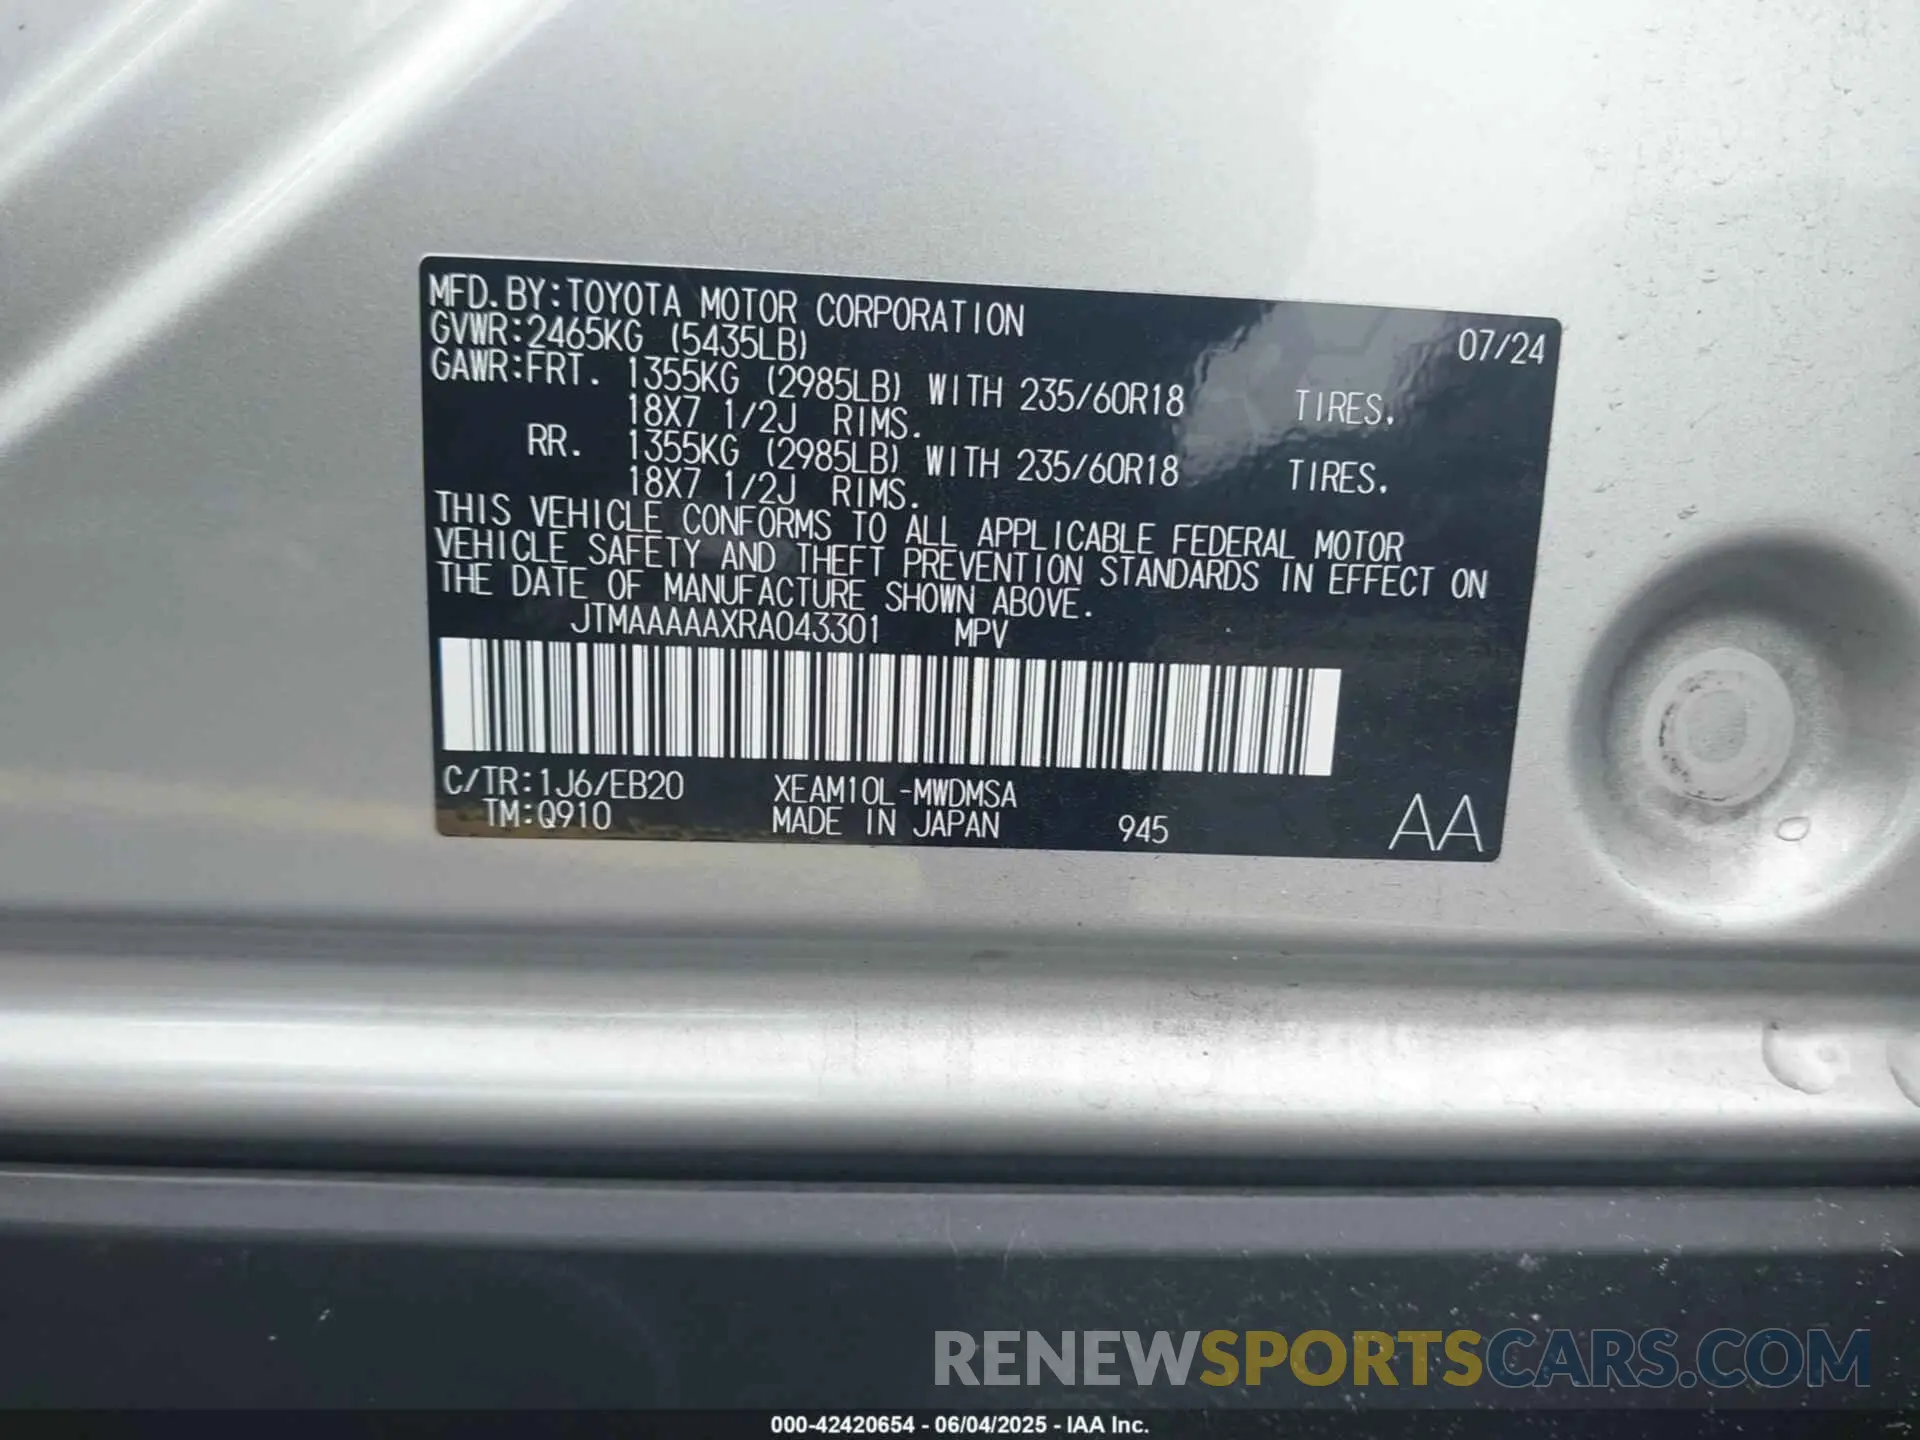 MFD.BY:TOYOTA MOTOR CORPORATION 07/24
GVWR:2465KG (5435LB)
GAWR:FRT. 1355KG (2985LB) WITH 235/60R18 TIRES,
18X7 1/2J RIMS.
RR. 1355KG (2985LB) WITH 235/60R18 TIRES,
18X7 1/2J RIMS.
THIS VEHICLE CONFORMS TO ALL APPLICABLE FEDERAL MOTOR
VEHICLE SAFETY AND THEFT PREVENTION STANDARDS IN EFFECT ON
THE DATE OF MANUFACTURE SHOWN ABOVE.
JTMAAAAAXRA043301 MPV
C/TR:1J6/EB20 XEAM10L-MWDMSA
TM:Q910 MADE IN JAPAN 945 AA
RENEWSPORTSCARS.COM
000-42420654 - 06/04/2025 - IAA Inc.